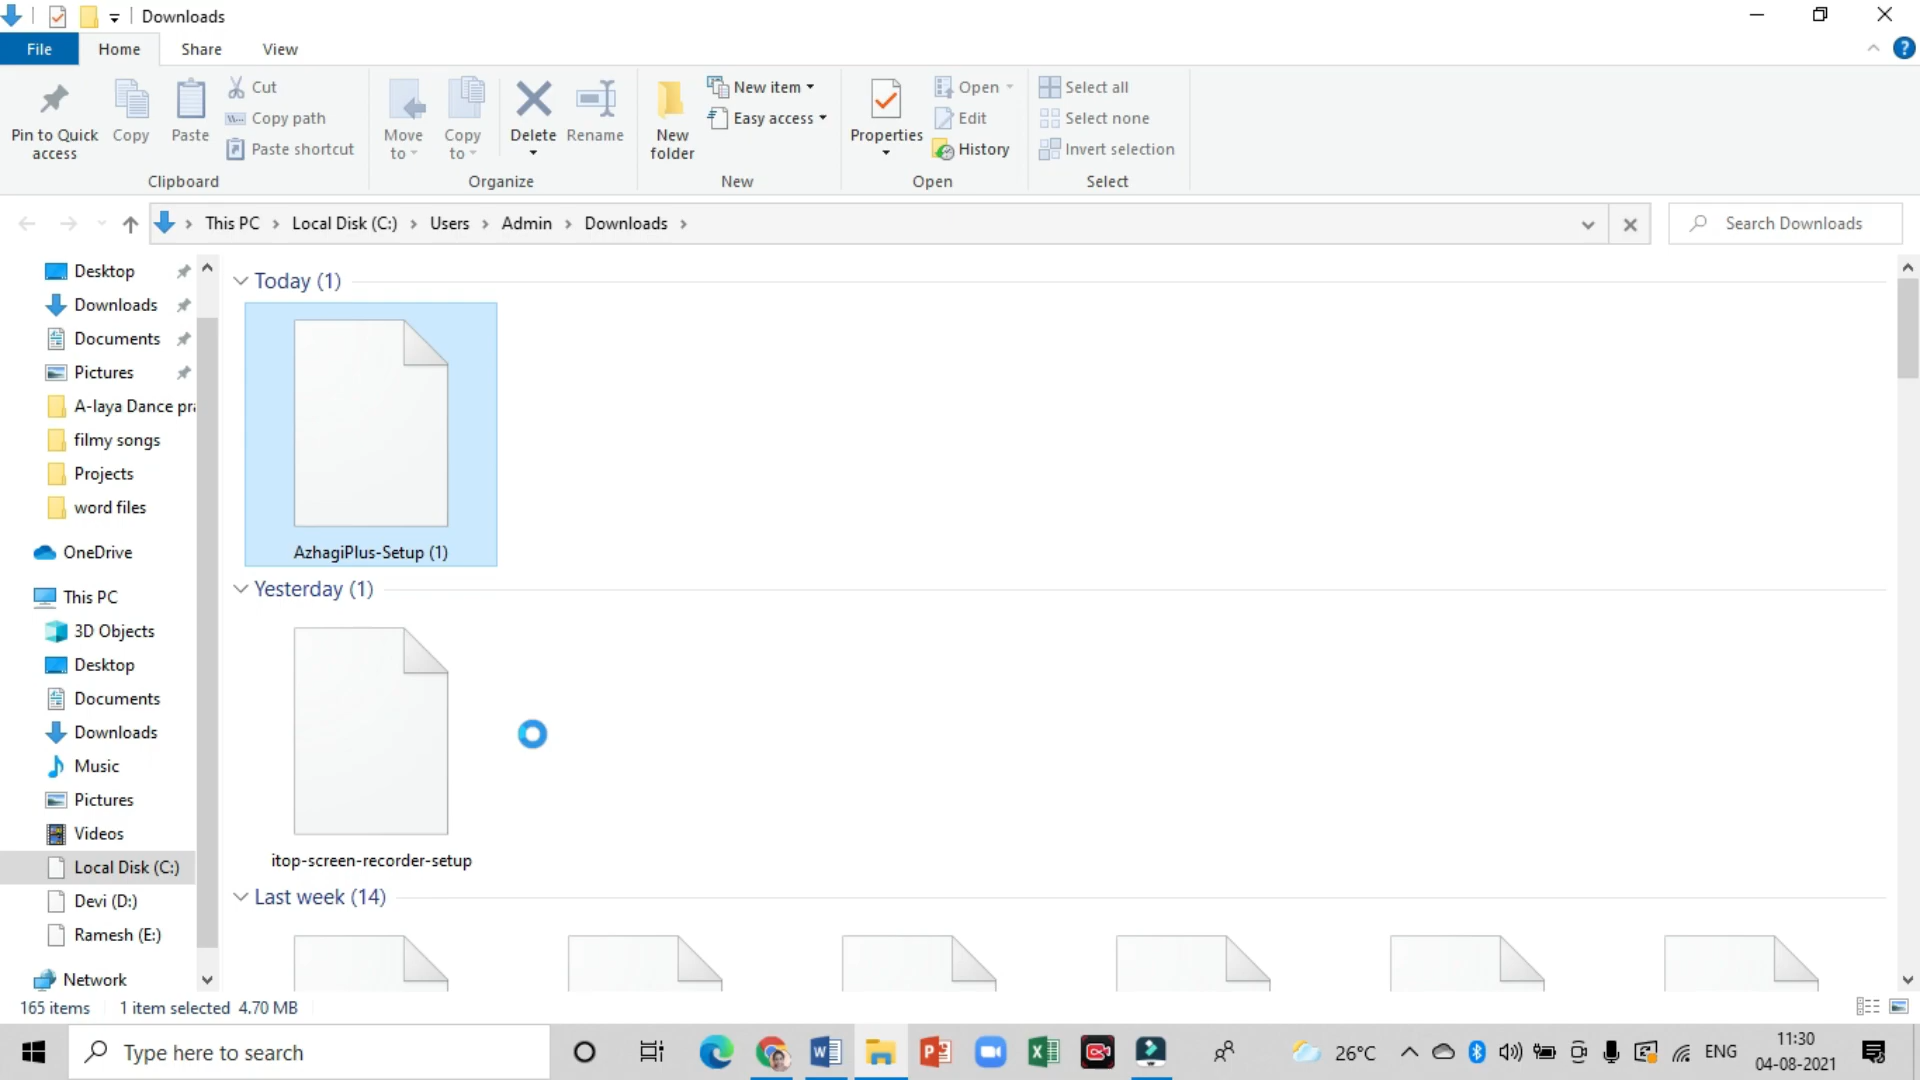 Downloads
File Home Share View
Pin to Quick access
Copy
Paste
Cut
Copy path
Paste shortcut
Clipboard
Move to
Copy to
Delete
Rename
Organize
New folder
New item
Easy access
New
Properties
Open
Edit
History
Open
Select all
Select none
Invert selection
Select
This PC Local Disk (C:) Users Admin Downloads
Search Downloads
Desktop
Downloads
Documents
Pictures
A-laya Dance pra
filmy songs
Projects
word files
OneDrive
This PC
3D Objects
Desktop
Documents
Downloads
Music
Pictures
Videos
Local Disk (C:)
Devi (D:)
Ramesh (E:)
Network
Today (1)
AzhagiPlus-Setup (1)
Yesterday (1)
itop-screen-recorder-setup
Last week (14)
165 items 1 item selected 4.70 MB
Type here to search
26°C
ENG
11:30
04-08-2021